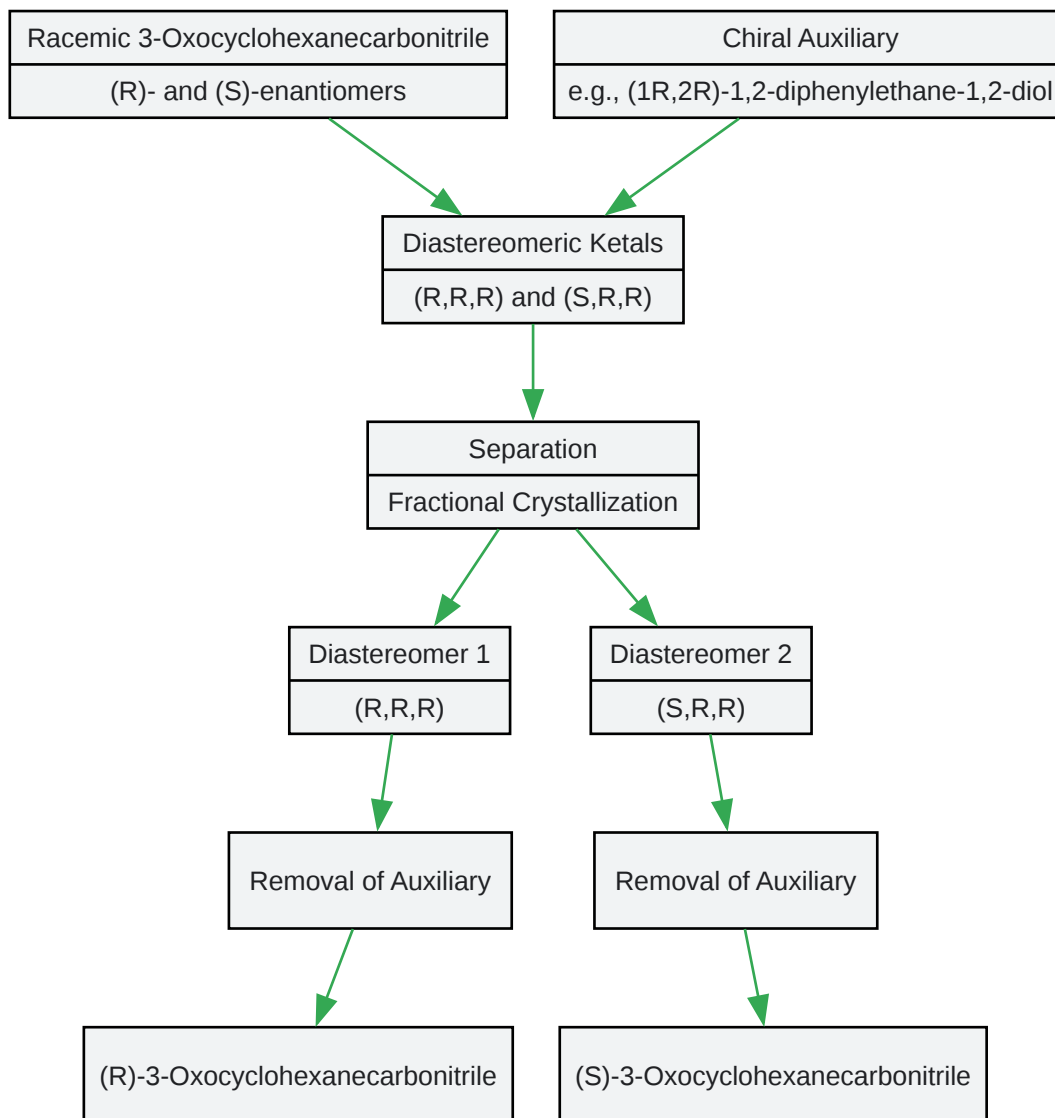 Racemic 3-Oxocyclohexanecarbonitrile
(R)- and (S)-enantiomers
Chiral Auxiliary
e.g., (1R,2R)-1,2-diphenylethane-1,2-diol
Diastereomeric Ketals
(R,R,R) and (S,R,R)
Separation
Fractional Crystallization
Diastereomer 1
(R,R,R)
Diastereomer 2
(S,R,R)
Removal of Auxiliary
Removal of Auxiliary
(R)-3-Oxocyclohexanecarbonitrile
(S)-3-Oxocyclohexanecarbonitrile